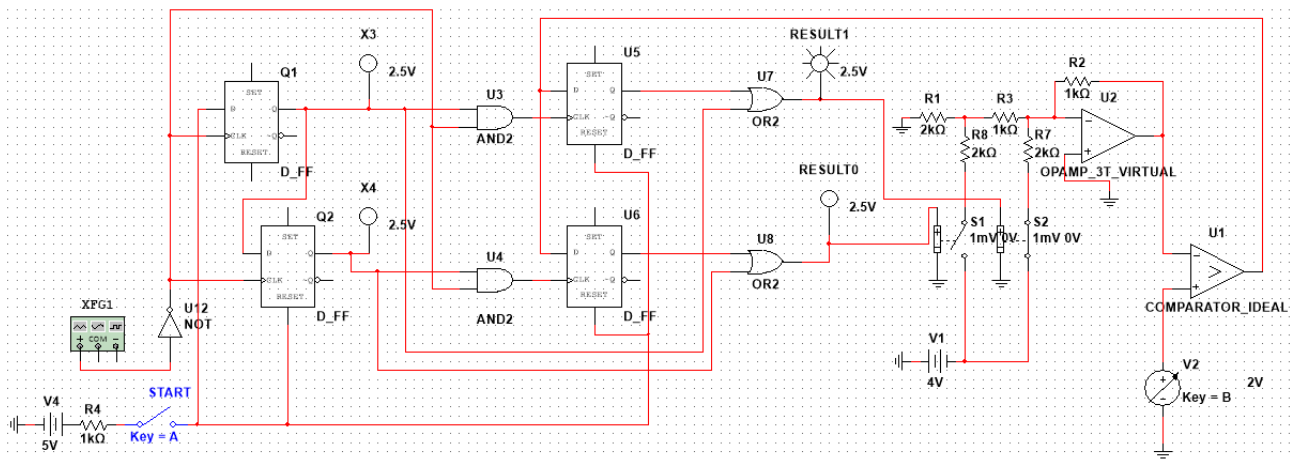 X3
2.5V
Q1
SET
D Q
CLK ~Q
RESET
D_FF
X4
2.5V
Q2
SET
D Q
CLK ~Q
RESET
D_FF
U3
AND2
U4
AND2
U5
SET
D Q
CLK ~Q
RESET
D_FF
U6
SET
D Q
CLK ~Q
RESET
D_FF
RESULT1
2.5V
U7
OR2
RESULT0
2.5V
U8
OR2
R1
2kΩ
R3
1kΩ
R2
1kΩ
R8
2kΩ
R7
2kΩ
U2
OPAMP_3T_VIRTUAL
S1
1mV 0V
S2
1mV 0V
V1
4V
U1
COMPARATOR_IDEAL
V2
2V
Key = B
XFG1
COM
U12
NOT
START
Key = A
V4
5V
R4
1kΩ